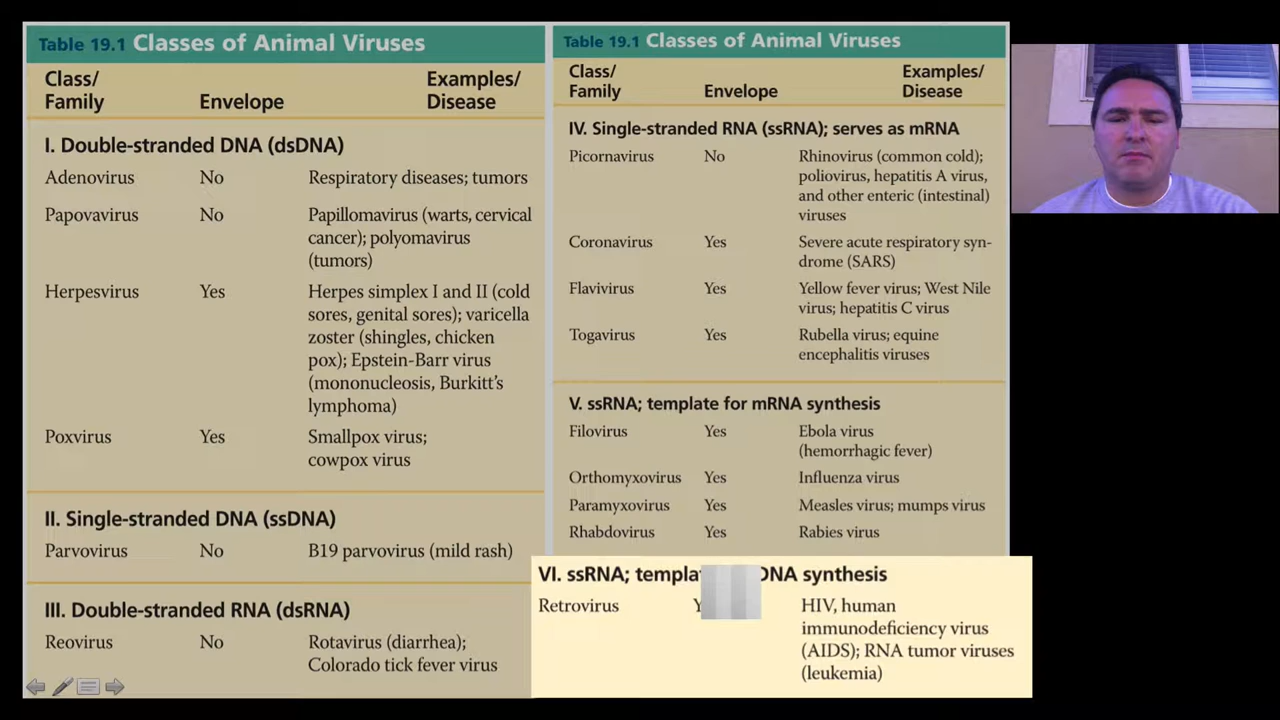 Table 19.1 Classes of Animal Viruses
Class/
Family Envelope Examples/
Disease
I. Double-stranded DNA (dsDNA)
Adenovirus No Respiratory diseases; tumors
Papovavirus No Papillomavirus (warts, cervical
cancer); polyomavirus
(tumors)
Herpesvirus Yes Herpes simplex I and II (cold
sores, genital sores); varicella
zoster (shingles, chicken
pox); Epstein-Barr virus
(mononucleosis, Burkitt’s
lymphoma)
Poxvirus Yes Smallpox virus;
cowpox virus
II. Single-stranded DNA (ssDNA)
Parvovirus No B19 parvovirus (mild rash)
III. Double-stranded RNA (dsRNA)
Reovirus No Rotavirus (diarrhea);
Colorado tick fever virus
Table 19.1 Classes of Animal Viruses
Class/
Family Envelope Examples/
Disease
IV. Single-stranded RNA (ssRNA); serves as mRNA
Picornavirus No Rhinovirus (common cold);
poliovirus, hepatitis A virus,
and other enteric (intestinal)
viruses
Coronavirus Yes Severe acute respiratory syn-
drome (SARS)
Flavivirus Yes Yellow fever virus; West Nile
virus; hepatitis C virus
Togavirus Yes Rubella virus; equine
encephalitis viruses
V. ssRNA; template for mRNA synthesis
Filovirus Yes Ebola virus
(hemorrhagic fever)
Orthomyxovirus Yes Influenza virus
Paramyxovirus Yes Measles virus; mumps virus
Rhabdovirus Yes Rabies virus
VI. ssRNA; synthesis
Retrovirus HIV, human
immunodeficiency virus
(AIDS); RNA tumor viruses
(leukemia)